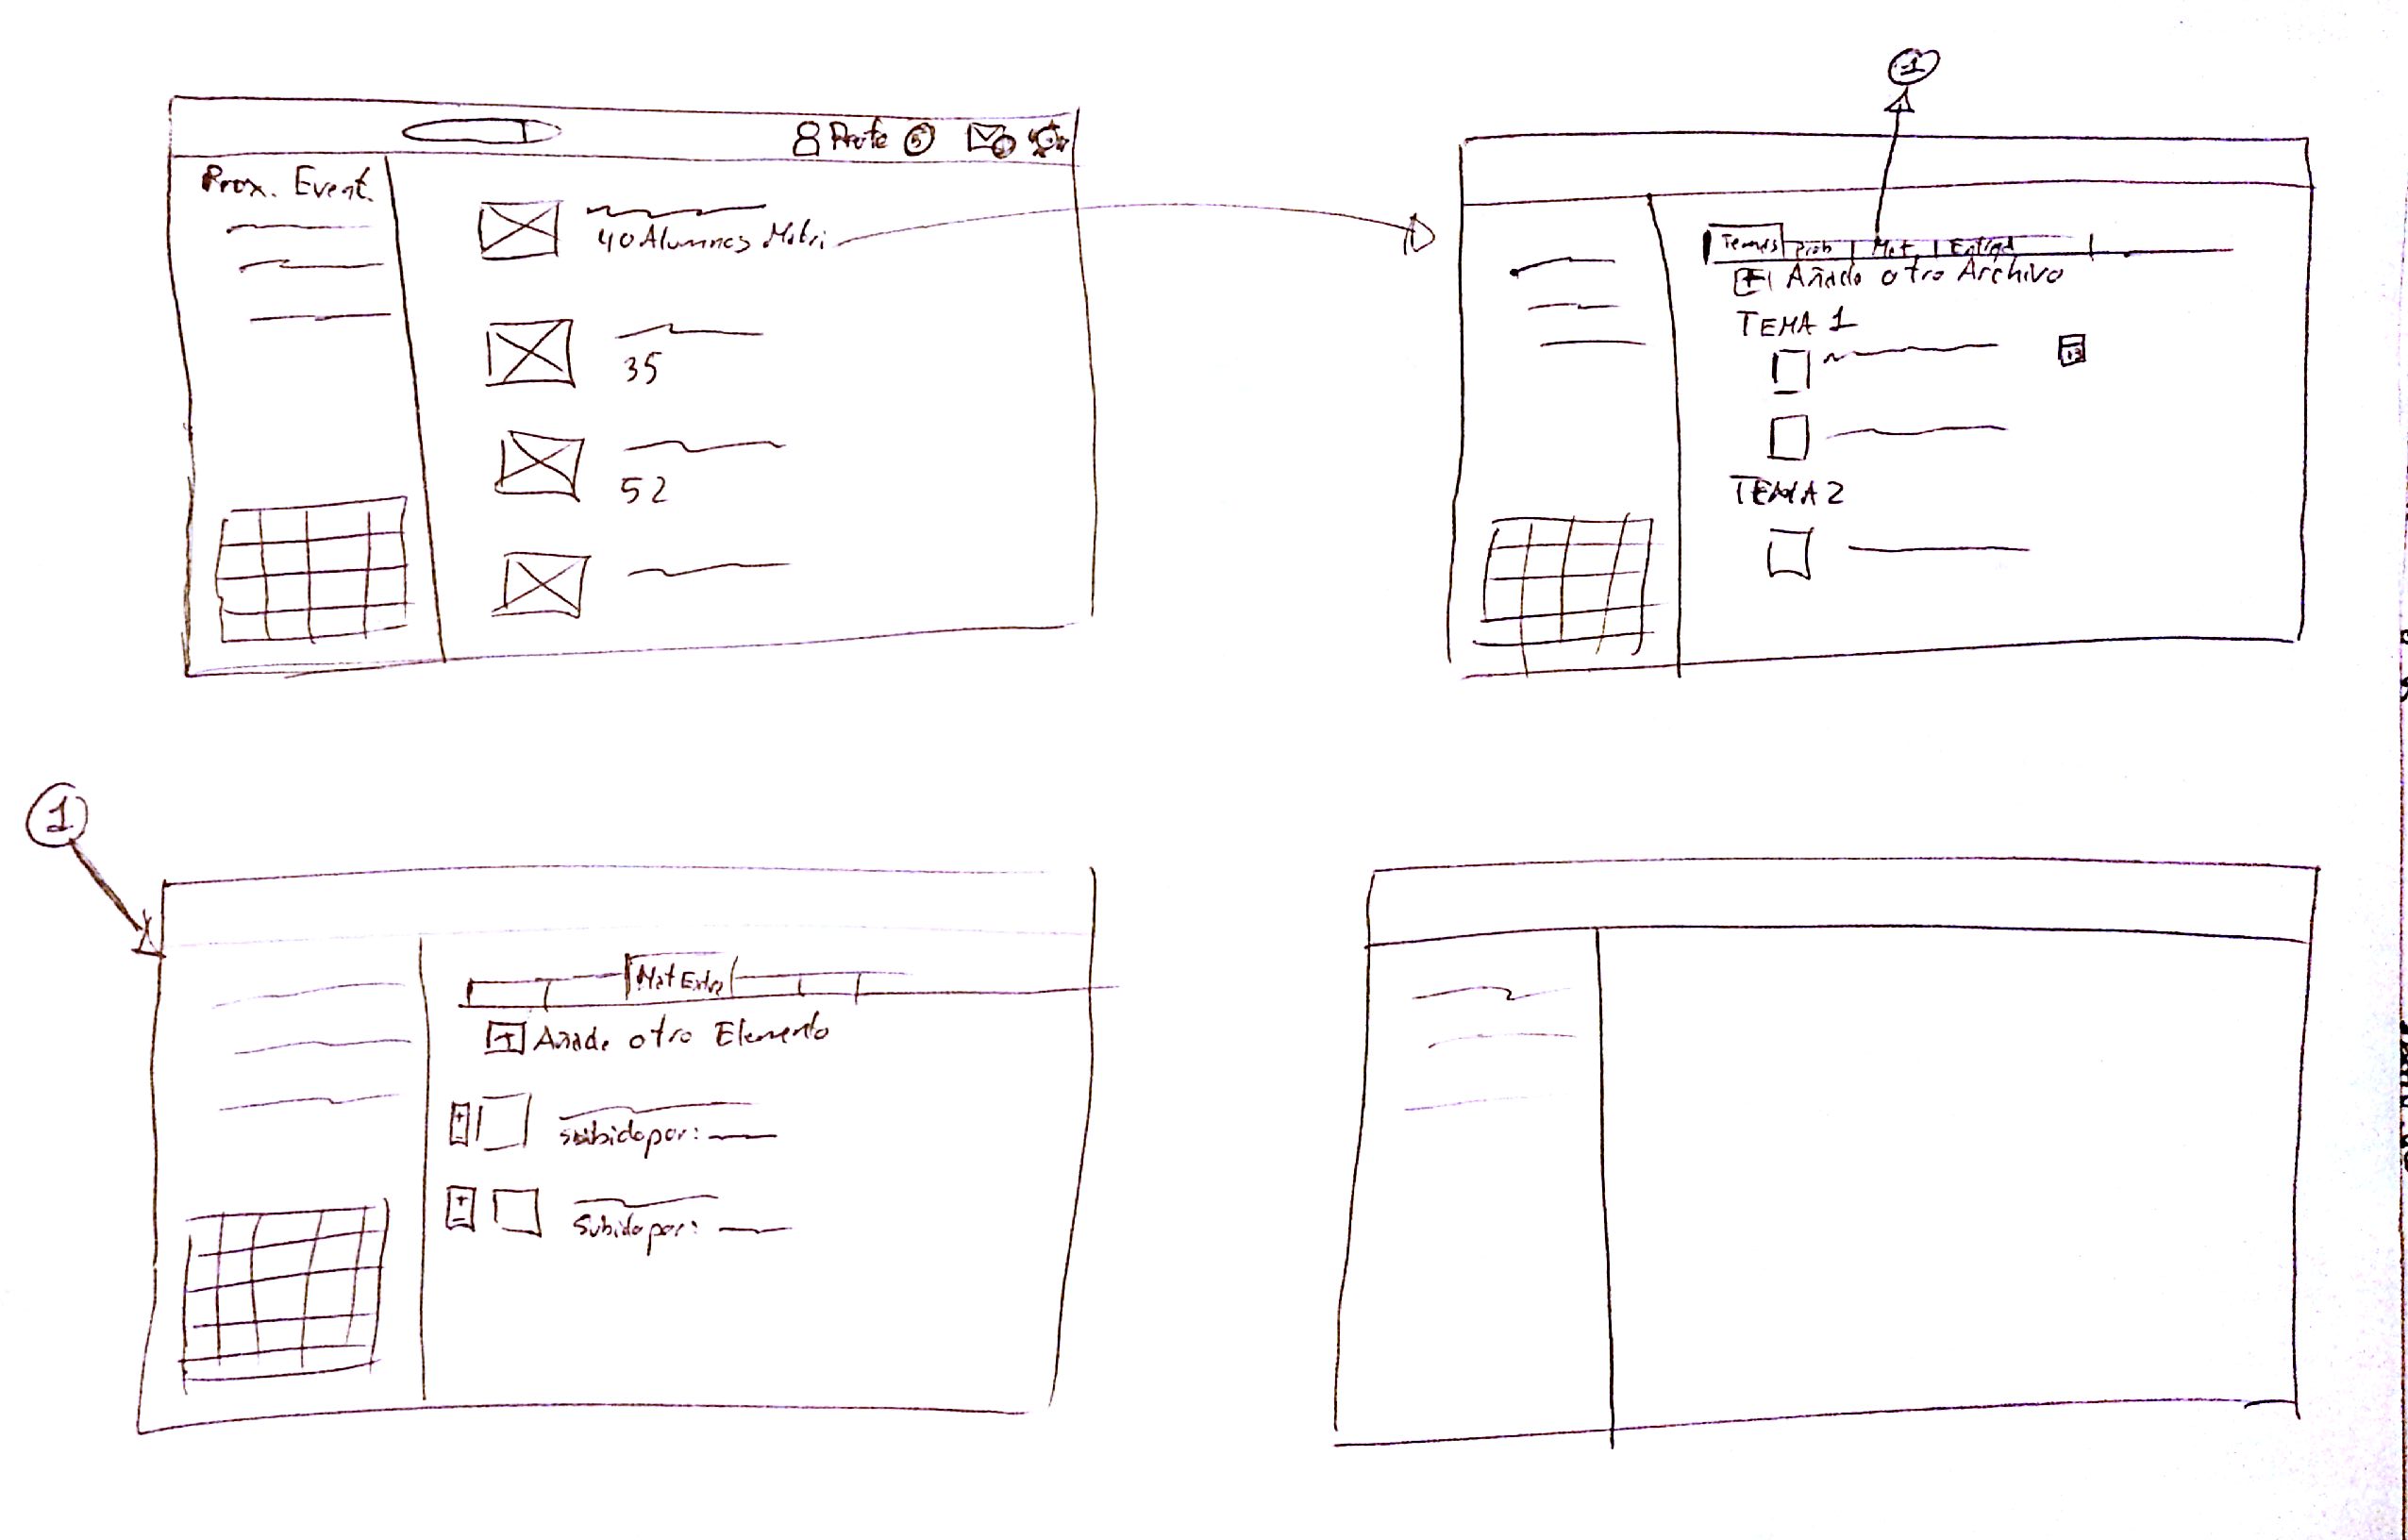 Profe 5
Prox. Event.
40 Alumnos Matri
35
52
1
Temas Prob Mat Entreg
+ Añade otro Archivo
TEMA 1
TEMA 2
1
Mat Extra
+ Añade otro Elemento
subido por:
Subido por: